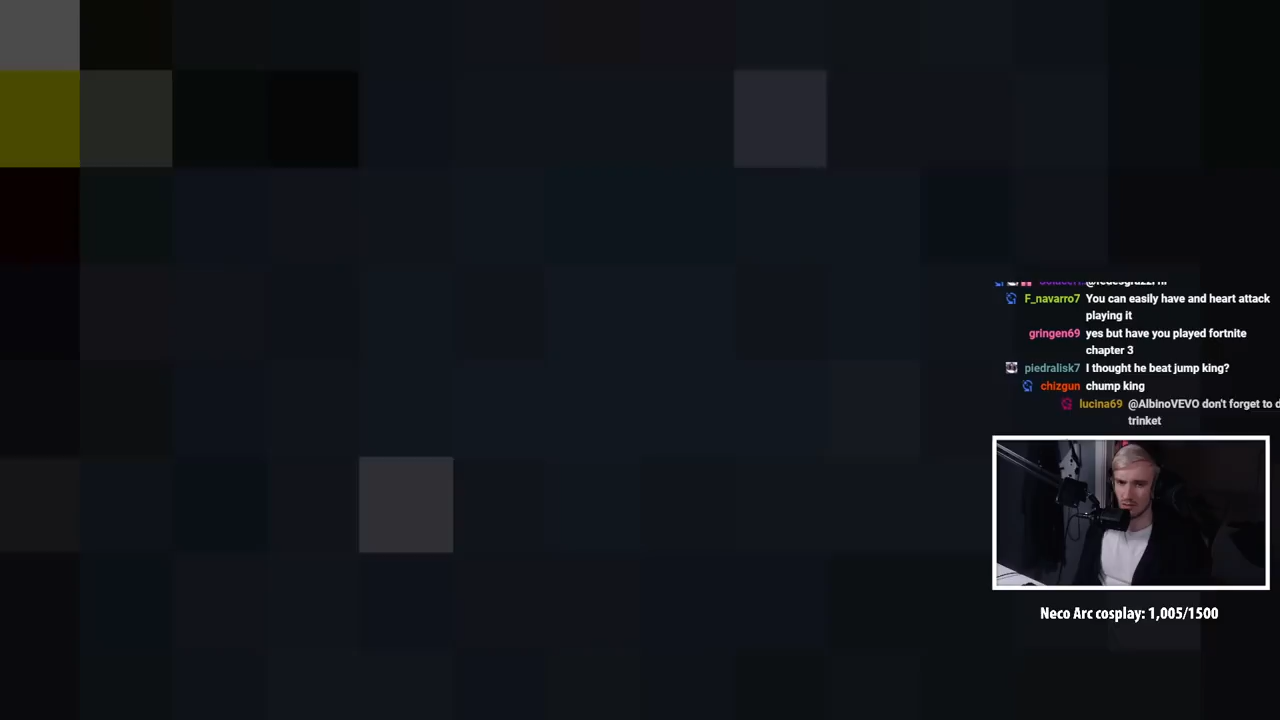 F_navarro7 You can easily have and heart attack
playing it
gringen69 yes but have you played fortnite
chapter 3
piedralisk7 I thought he beat jump king?
chizgun chump king
lucina69 @AlbinoVEVO don't forget to d
trinket
Neco Arc cosplay: 1,005/1500